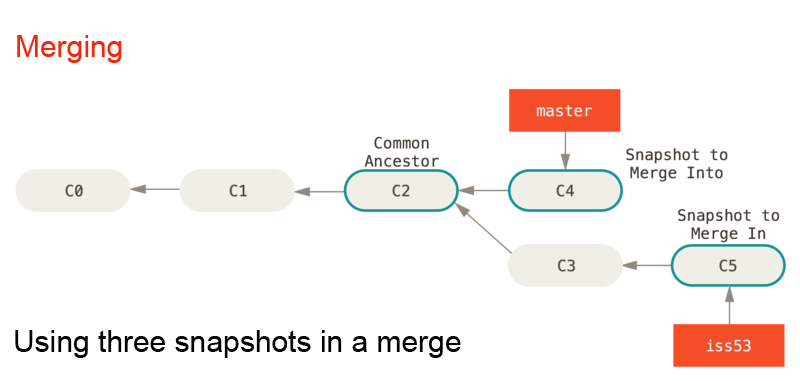 Merging
master
Common
Ancestor
Snapshot to
Merge Into
C0
C1
C2
C4
Snapshot to
Merge In
C3
C5
Using three snapshots in a merge
iss53